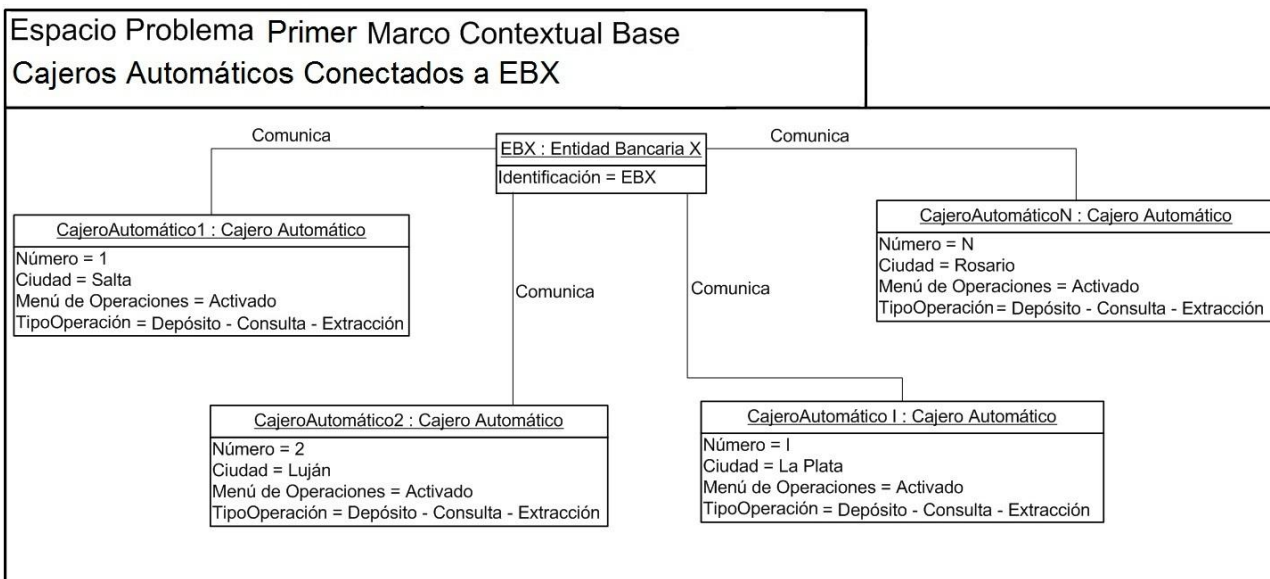 Espacio Problema Primer Marco Contextual Base
Cajeros Automáticos Conectados a EBX
Comunica
EBX : Entidad Bancaria X
Identificación = EBX
Comunica
CajeroAutomático1 : Cajero Automático
Número = 1
Ciudad = Salta
Menú de Operaciones = Activado
TipoOperación = Depósito - Consulta - Extracción
CajeroAutomáticoN : Cajero Automático
Número = N
Ciudad = Rosario
Menú de Operaciones = Activado
TipoOperación = Depósito - Consulta - Extracción
Comunica
Comunica
CajeroAutomático2 : Cajero Automático
Número = 2
Ciudad = Luján
Menú de Operaciones = Activado
TipoOperación = Depósito - Consulta - Extracción
CajeroAutomático I : Cajero Automático
Número = I
Ciudad = La Plata
Menú de Operaciones = Activado
TipoOperación = Depósito - Consulta - Extracción